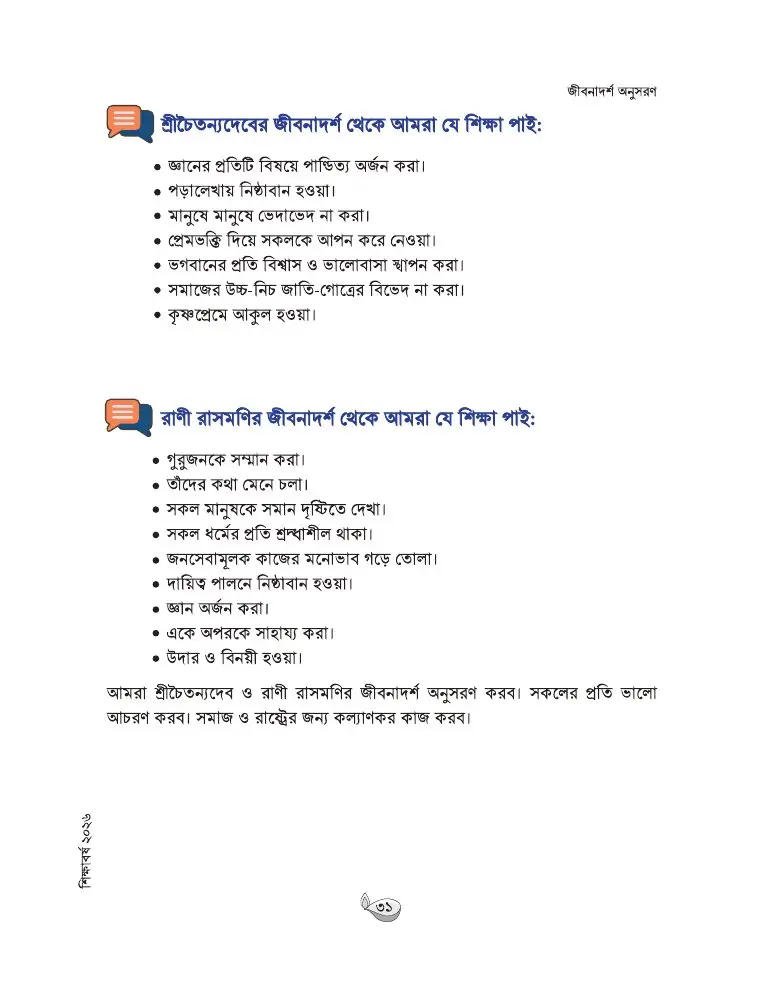 জীবনাদর্শ অনুসরণ
শ্রীচৈতন্যদেবের জীবনাদর্শ থেকে আমরা যে শিক্ষা পাই:
• জ্ঞানের প্রতিটি বিষয়ে পান্ডিত্য অর্জন করা।
• পড়ালেখায় নিষ্ঠাবান হওয়া।
• মানুষে মানুষে ভেদাভেদ না করা।
• প্রেমভক্তি দিয়ে সকলকে আপন করে নেওয়া।
• ভগবানের প্রতি বিশ্বাস ও ভালোবাসা স্থাপন করা।
• সমাজের উচ্চ-নিচ জাতি-গোত্রের বিভেদ না করা।
• কৃষ্ণপ্রেমে আকুল হওয়া।
রাণী রাসমণির জীবনাদর্শ থেকে আমরা যে শিক্ষা পাই:
• গুরুজনকে সম্মান করা।
• তাঁদের কথা মেনে চলা।
• সকল মানুষকে সমান দৃষ্টিতে দেখা।
• সকল ধর্মের প্রতি শ্রদ্ধাশীল থাকা।
• জনসেবামূলক কাজের মনোভাব গড়ে তোলা।
• দায়িত্ব পালনে নিষ্ঠাবান হওয়া।
• জ্ঞান অর্জন করা।
• একে অপরকে সাহায্য করা।
• উদার ও বিনয়ী হওয়া।
আমরা শ্রীচৈতন্যদেব ও রাণী রাসমণির জীবনাদর্শ অনুসরণ করব। সকলের প্রতি ভালো
আচরণ করব। সমাজ ও রাষ্ট্রের জন্য কল্যাণকর কাজ করব।
শিক্ষাবর্ষ ২০২৬
৩১